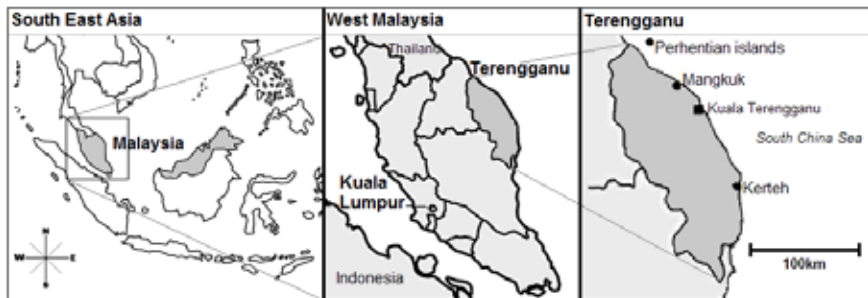 South East Asia
Malaysia
N
W
E
S
West Malaysia
Thailand
Terengganu
Kuala
Lumpur
Indonesia
Terengganu
Perhentian islands
Mangkuk
Kuala Terengganu
South China Sea
Kerteh
100km